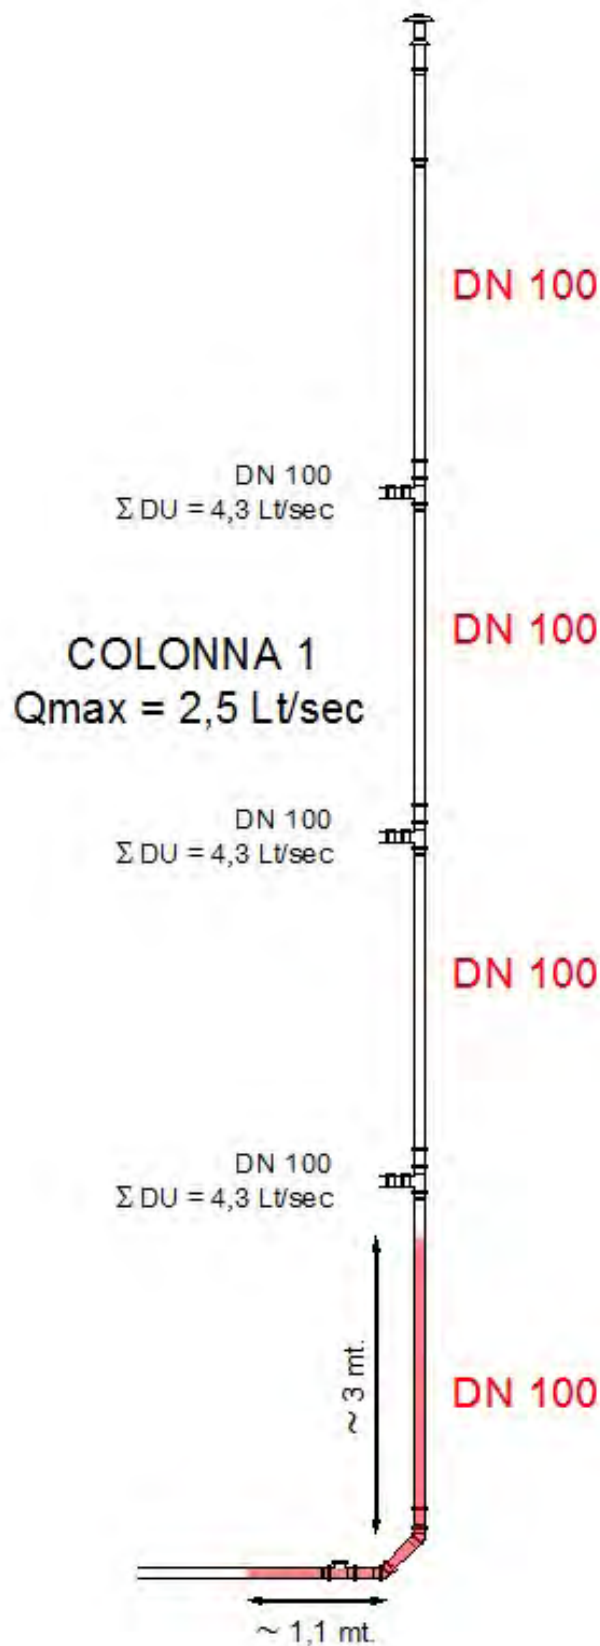 DN 100
DN 100
Σ DU = 4,3 Lt/sec
DN 100
COLONNA 1
Qmax = 2,5 Lt/sec
DN 100
Σ DU = 4,3 Lt/sec
DN 100
DN 100
Σ DU = 4,3 Lt/sec
~ 3 mt.
DN 100
~ 1,1 mt.